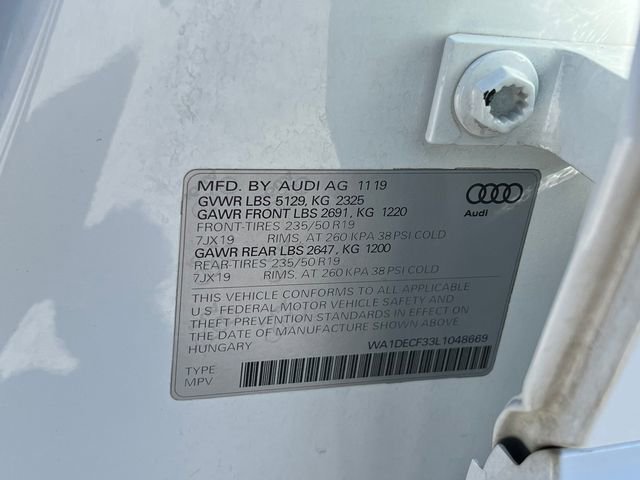 MFD. BY AUDI AG 11 19
GVWR LBS 5129, KG 2325
GAWR FRONT LBS 2691, KG 1220
FRONT-TIRES 235/50 R19
7JX19 RIMS, AT 260 KPA 38 PSI COLD
GAWR REAR LBS 2647, KG 1200
REAR-TIRES 235/50 R19
7JX19 RIMS, AT 260 KPA 38 PSI COLD
Audi
THIS VEHICLE CONFORMS TO ALL APPLICABLE
U S FEDERAL MOTOR VEHICLE SAFETY AND
THEFT PREVENTION STANDARDS IN EFFECT ON
THE DATE OF MANUFACTURE SHOWN ABOVE.
HUNGARY WA1DECF33L1048669
TYPE
MPV